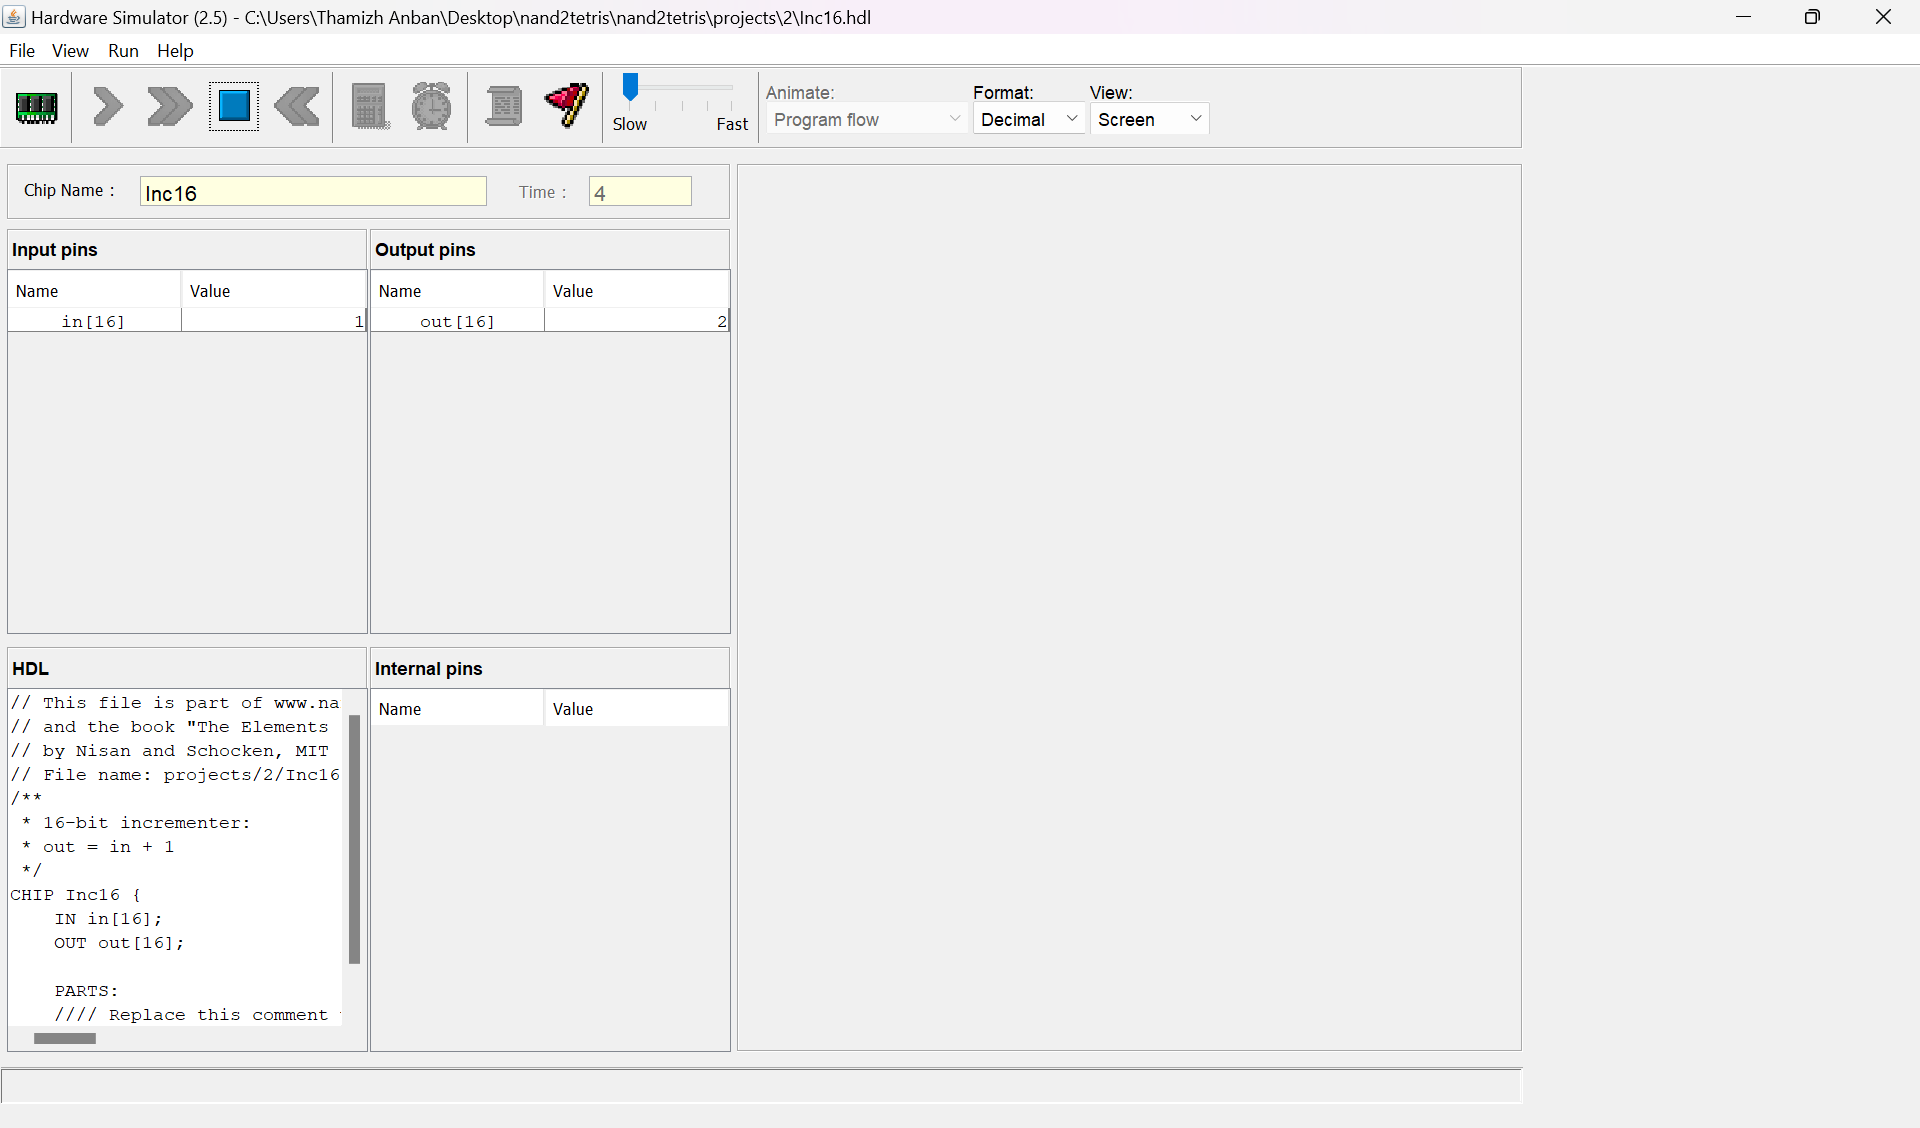 Hardware Simulator (2.5) - C:\Users\Thamizh Anban\Desktop\nand2tetris\nand2tetris\projects\2\Inc16.hdl
File View Run Help
Slow Fast
Animate: Format: View:
Program flow Decimal Screen
Chip Name : Inc16 Time : 4
Input pins Output pins
Name Value Name Value
in[16] 1 out[16] 2
HDL Internal pins
Name Value
// This file is part of www.na
// and the book "The Elements
// by Nisan and Schocken, MIT
// File name: projects/2/Inc16
/**
* 16-bit incrementer:
* out = in + 1
*/
CHIP Inc16 {
IN in[16];
OUT out[16];
PARTS:
//// Replace this comment